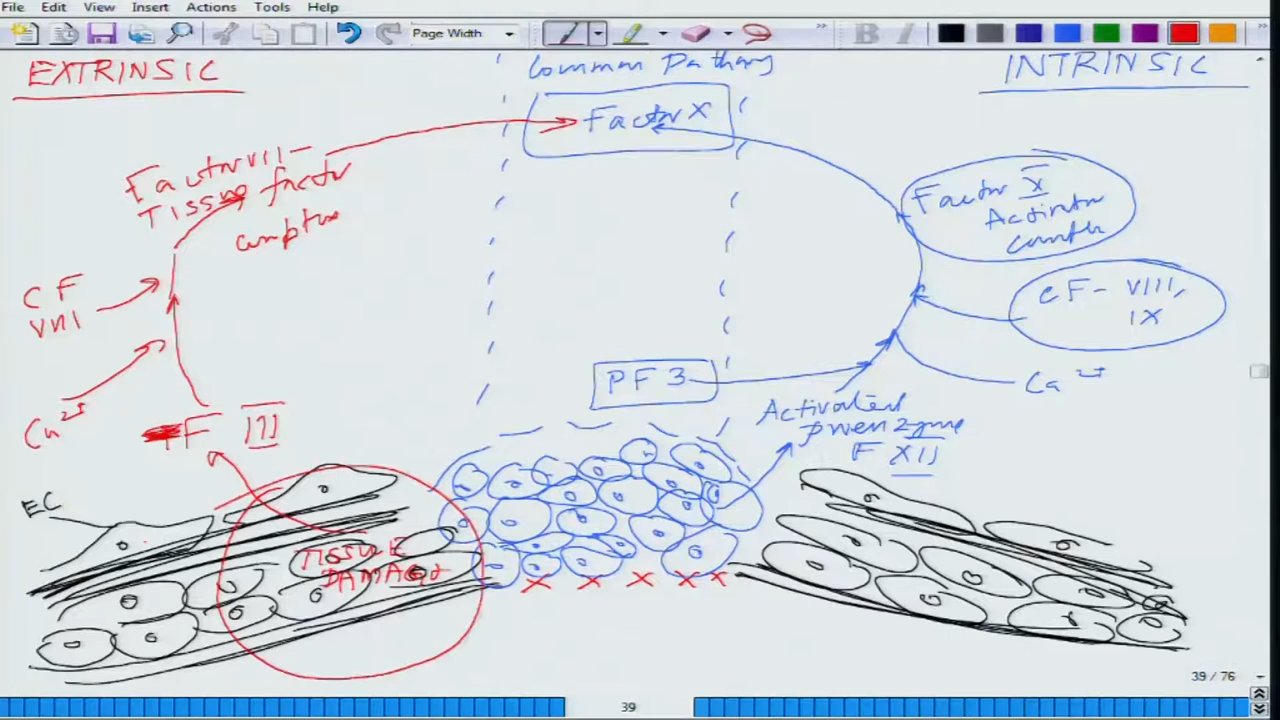 File Edit View Insert Actions Tools Help
Page Width
EXTRINSIC
Common Pathway
INTRINSIC
Factor X
Factor VII -
Tissue factor
complex
Factor X
Activator
complex
CF
VIII
CF - VIII,
IX
PF 3
Ca2+
Ca2+
F III
Activated
proenzyme
F XII
EC
TISSUE
DAMAGE
39 / 76
39